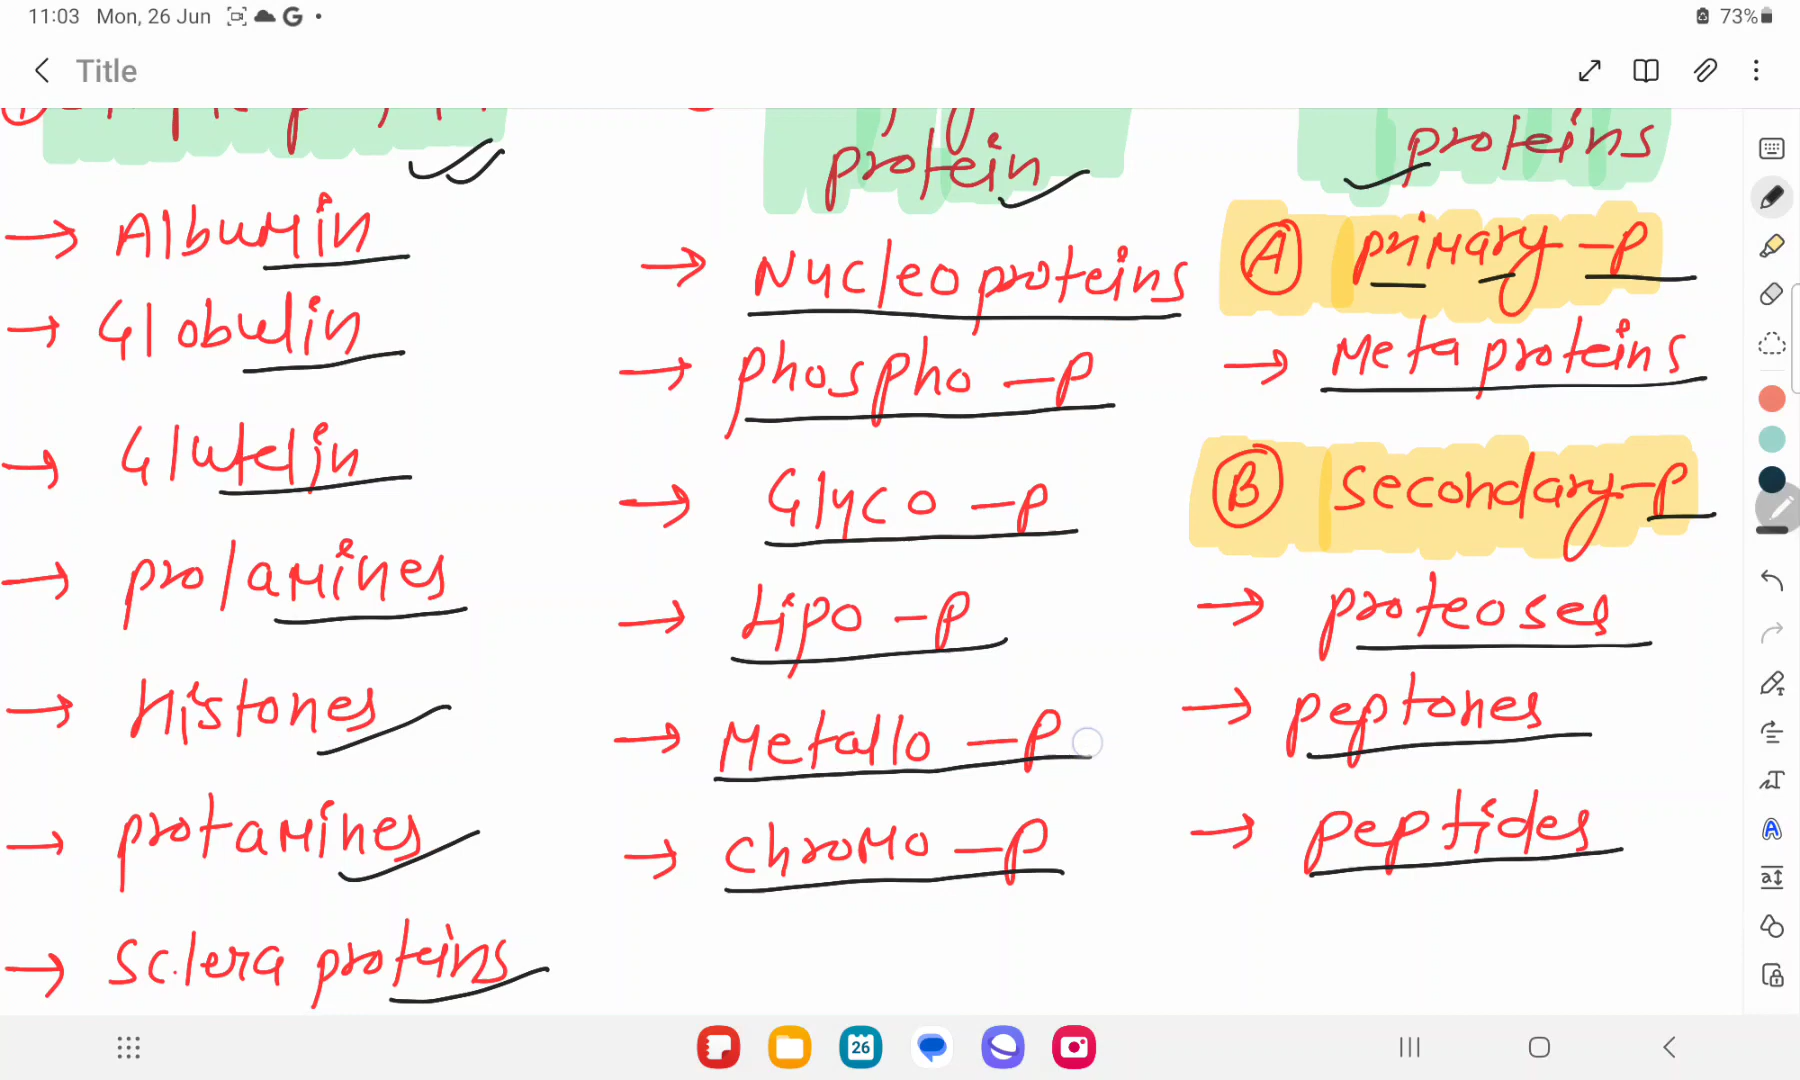 11:03 Mon, 26 Jun
73%
Title
protein
proteins
→ Albumin
→ Globulin
→ Glutelin
→ prolamines
→ Histones
→ protamines
→ Sclera proteins
→ Nucleoproteins
→ phospho-p
→ Glyco-p
→ Lipo-p
→ Metallo-p
→ chromo-p
A primary-p
→ Metaproteins
B Secondary-p
→ proteoses
→ peptones
→ peptides
26